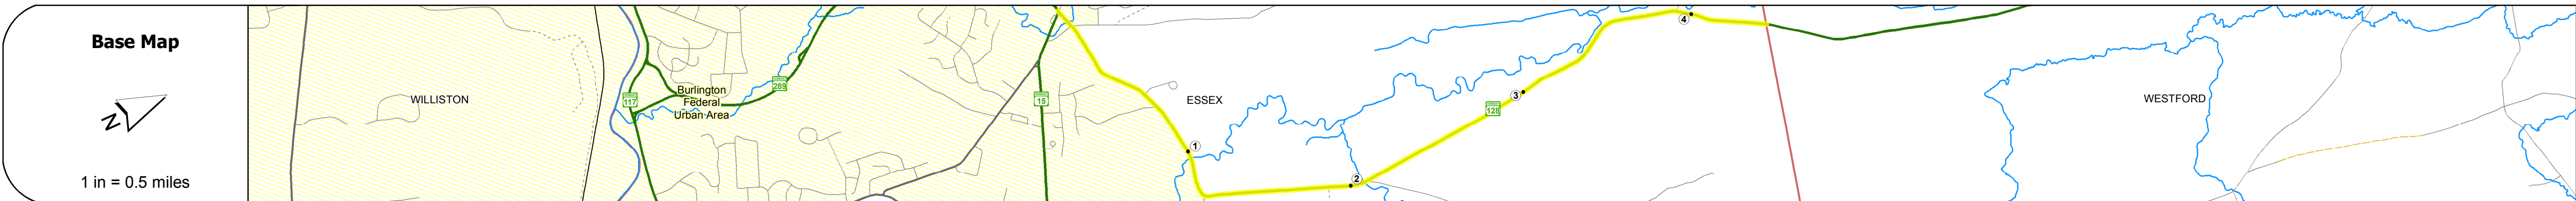 Base Map
N
1 in = 0.5 miles
WILLISTON
117
Burlington
Federal
Urban Area
289
15
ESSEX
1
2
128
3
4
WESTFORD